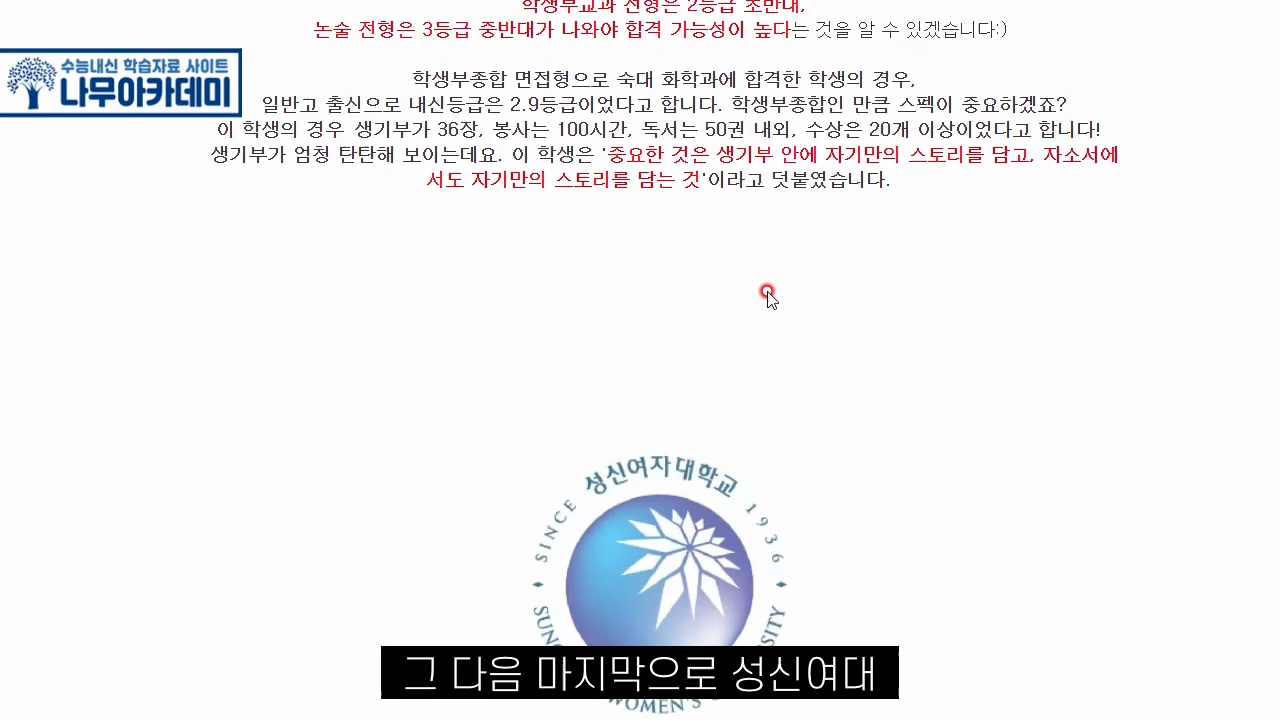 학생부교과 전형은 2등급 초반대,
논술 전형은 3등급 중반대가 나와야 합격 가능성이 높다는 것을 알 수 있겠습니다:)
수능내신 학습자료 사이트
나무아카데미
학생부종합 면접형으로 숙대 화학과에 합격한 학생의 경우,
일반고 출신으로 내신등급은 2.9등급이었다고 합니다. 학생부종합인 만큼 스펙이 중요하겠죠?
이 학생의 경우 생기부가 36장, 봉사는 100시간, 독서는 50권 내외, 수상은 20개 이상이었다고 합니다!
생기부가 엄청 탄탄해 보이는데요. 이 학생은 '중요한 것은 생기부 안에 자기만의 스토리를 담고, 자소서에
서도 자기만의 스토리를 담는 것'이라고 덧붙였습니다.
성신여자대학교
SINCE 1936
WOMEN'S
그 다음 마지막으로 성신여대